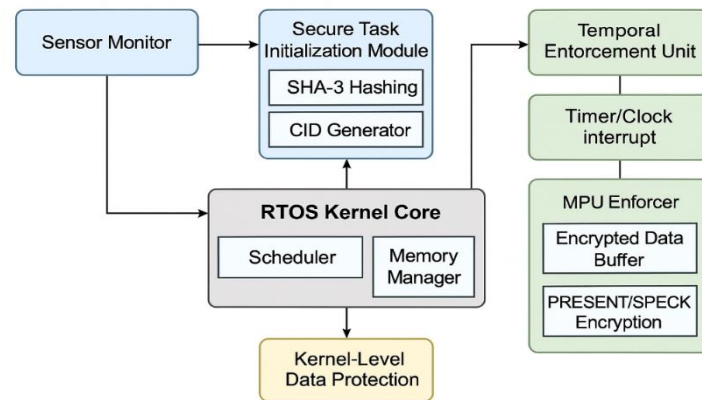 Sensor Monitor
Secure Task
Initialization Module
SHA-3 Hashing
CID Generator
Temporal
Entorcement Unit
Timer/Clock
interrupt
MPU Enforcer
Encrypted Data
Buffer
PRESENT/SPECK
Encryption
RTOS Kernel Core
Scheduler
Memory
Manager
Kernel-Level
Data Protection